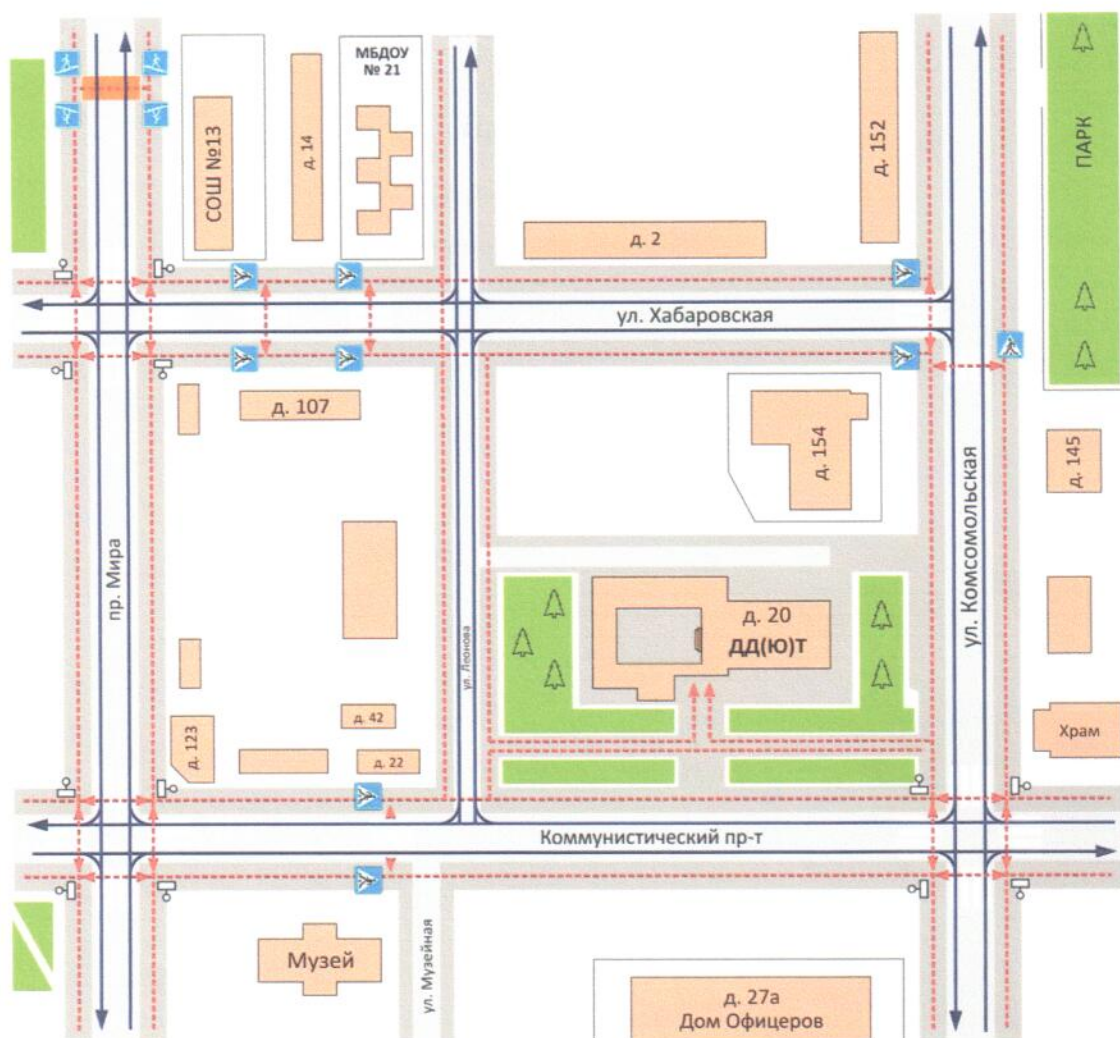 МБДОУ
№ 21
СОШ №13
д. 14
д. 152
ПАРК
д. 2
ул. Хабаровская
д. 107
д. 154
д. 145
пр. Мира
ул. Леонова
ул. Комсомольская
д. 20
ДД(Ю)Т
д. 42
д. 123
д. 22
Храм
Коммунистический пр-т
Музей
ул. Музейная
д. 27а
Дом Офицеров